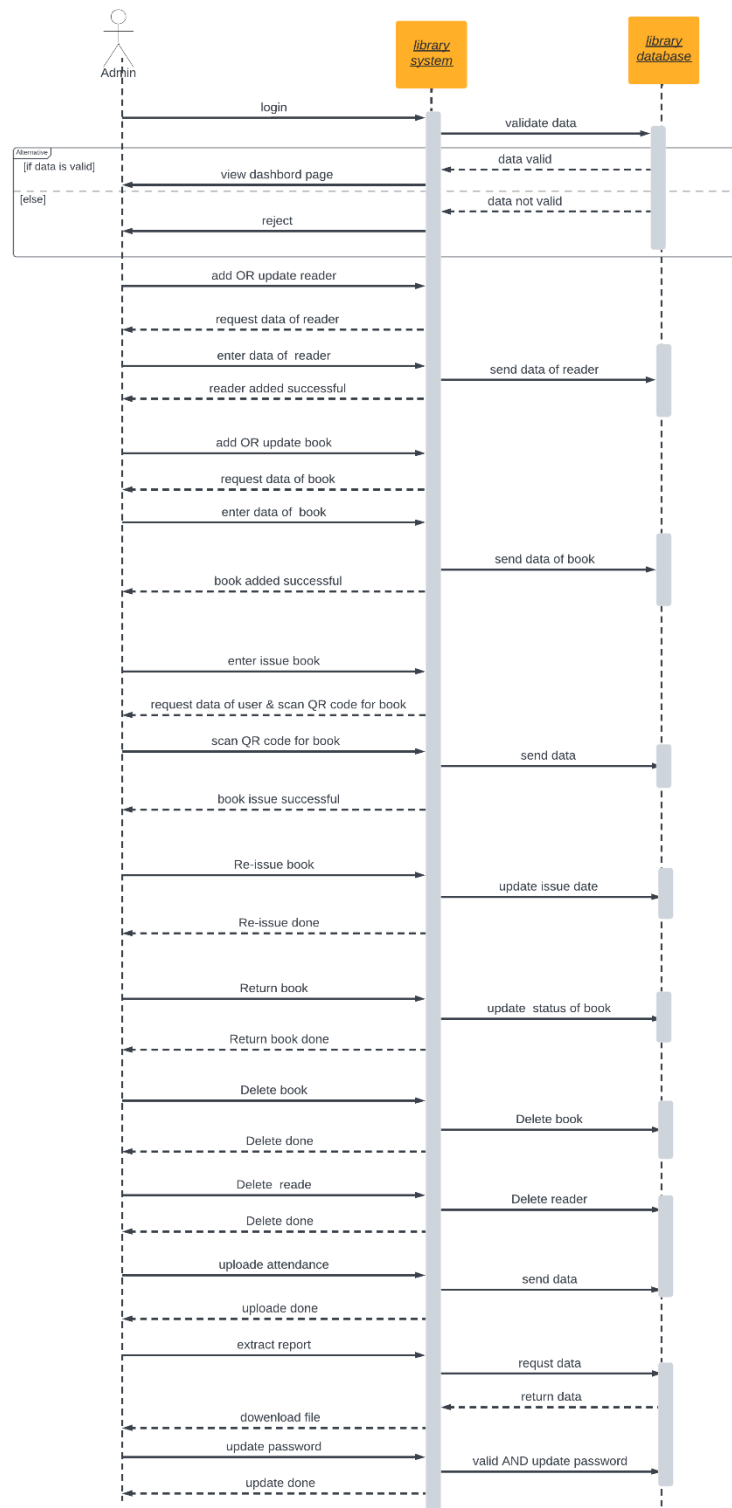 Admin
library
system
library
database
login
validate data
Alternative
[if data is valid]
data valid
view dashbord page
[else]
data not valid
reject
add OR update reader
request data of reader
enter data of  reader
send data of reader
reader added successful
add OR update book
request data of book
enter data of  book
send data of book
book added successful
enter issue book
request data of user & scan QR code for book
scan QR code for book
send data
book issue successful
Re-issue book
update issue date
Re-issue done
Return book
update  status of book
Return book done
Delete book
Delete book
Delete done
Delete  reade
Delete reader
Delete done
uploade attendance
send data
uploade done
extract report
requst data
return data
dowenload file
update password
valid AND update password
update done